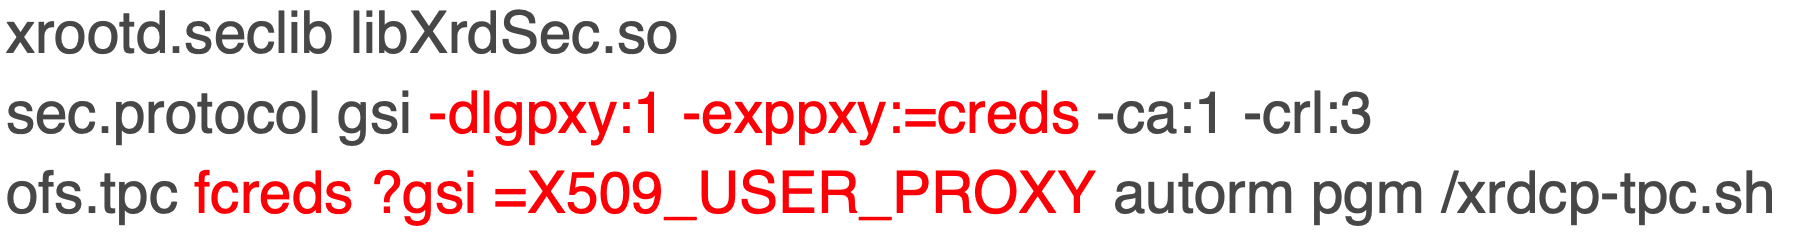 xrootd.seclib libXrdSec.so
sec.protocol gsi -dlgpxy:1 -exppxy:=creds -ca:1 -crl:3
ofs.tpc fcreds ?gsi =X509_USER_PROXY autorm pgm /xrdcp-tpc.sh